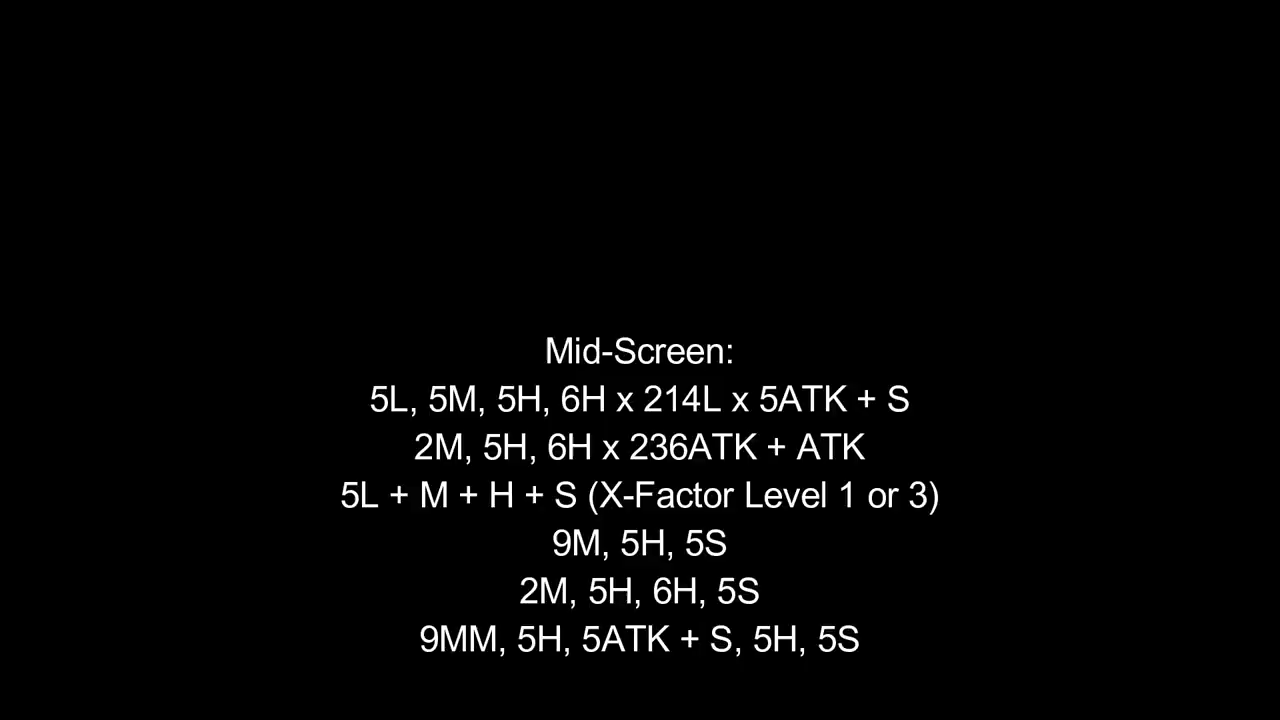 Mid-Screen:
5L, 5M, 5H, 6H x 214L x 5ATK + S
2M, 5H, 6H x 236ATK + ATK
5L + M + H + S (X-Factor Level 1 or 3)
9M, 5H, 5S
2M, 5H, 6H, 5S
9MM, 5H, 5ATK + S, 5H, 5S